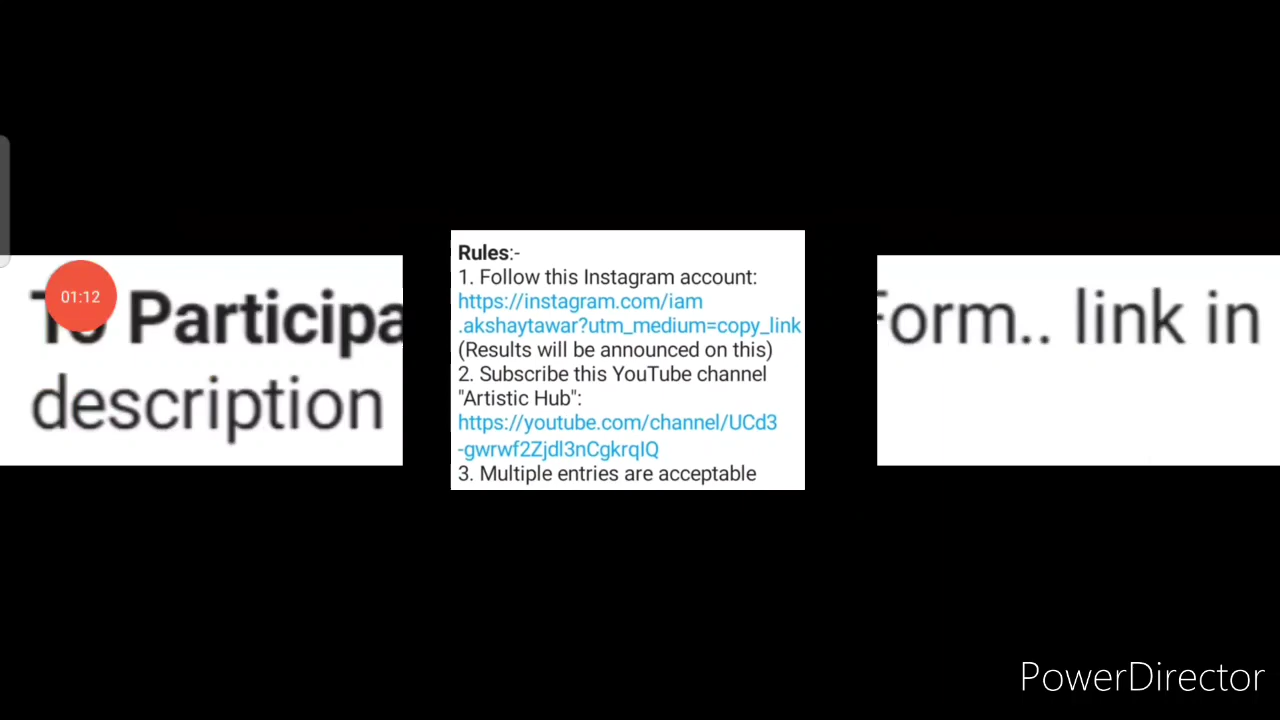 01:12
To Participa
description
Rules:-
1. Follow this Instagram account:
https://instagram.com/iam
.akshaytawar?utm_medium=copy_link
(Results will be announced on this)
2. Subscribe this YouTube channel
"Artistic Hub":
https://youtube.com/channel/UCd3
-gwrwf2Zjdl3nCgkrqIQ
3. Multiple entries are acceptable
Form.. link in
PowerDirector